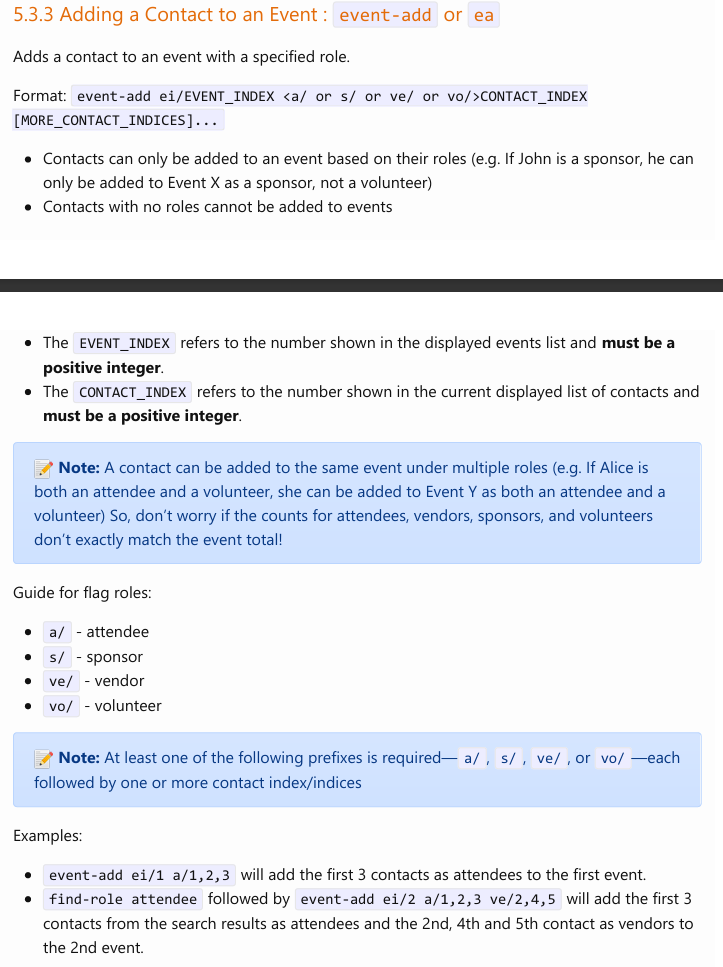 5.3.3 Adding a Contact to an Event : event-add or ea
Adds a contact to an event with a specified role.
Format: event-add ei/EVENT_INDEX <a/ or s/ or ve/ or vo/>CONTACT_INDEX
[MORE_CONTACT_INDICES]...
• Contacts can only be added to an event based on their roles (e.g. If John is a sponsor, he can
only be added to Event X as a sponsor, not a volunteer)
• Contacts with no roles cannot be added to events
• The EVENT_INDEX refers to the number shown in the displayed events list and must be a
positive integer.
• The CONTACT_INDEX refers to the number shown in the current displayed list of contacts and
must be a positive integer.
📝 Note: A contact can be added to the same event under multiple roles (e.g. If Alice is
both an attendee and a volunteer, she can be added to Event Y as both an attendee and a
volunteer) So, don’t worry if the counts for attendees, vendors, sponsors, and volunteers
don’t exactly match the event total!
Guide for flag roles:
• a/ - attendee
• s/ - sponsor
• ve/ - vendor
• vo/ - volunteer
📝 Note: At least one of the following prefixes is required— a/ , s/ , ve/ , or vo/ —each
followed by one or more contact index/indices
Examples:
• event-add ei/1 a/1,2,3 will add the first 3 contacts as attendees to the first event.
• find-role attendee followed by event-add ei/2 a/1,2,3 ve/2,4,5 will add the first 3
contacts from the search results as attendees and the 2nd, 4th and 5th contact as vendors to
the 2nd event.